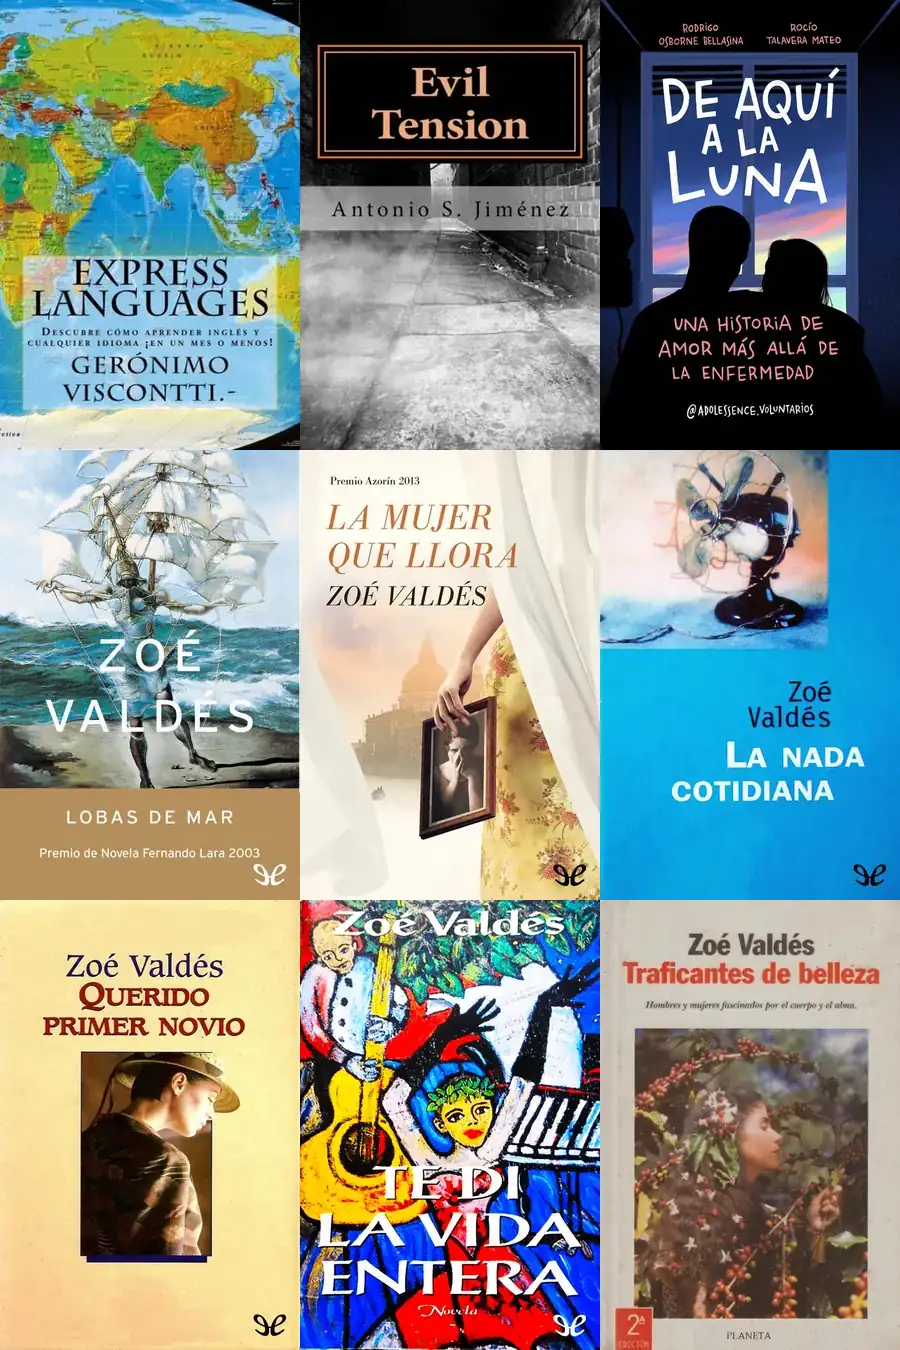 SIBERIA
RUSSIA
CHINA
EXPRESS
LANGUAGES
DESCUBRE CÓMO APRENDER INGLÉS Y
CUALQUIER IDIOMA ¡EN UN MES O MENOS!
GERÓNIMO
VISCONTTI.-
Evil
Tension
Antonio S. Jiménez
RODRIGO
OSBORNE BELLASINA
ROCÍO
TALAVERA MATEO
DE AQUÍ
A LA
LUNA
UNA HISTORIA DE
AMOR MÁS ALLÁ DE
LA ENFERMEDAD
@ADOLESSENCE.VOLUNTARIOS
ZOÉ
VALDÉS
LOBAS DE MAR
Premio de Novela Fernando Lara 2003
Premio Azorín 2013
LA MUJER
QUE LLORA
ZOÉ VALDÉS
Zoé
Valdés
LA NADA
COTIDIANA
Zoé Valdés
QUERIDO
PRIMER NOVIO
Zoé Valdés
TE DI
LA VIDA
ENTERA
Novela
Zoé Valdés
Traficantes de belleza
Hombres y mujeres fascinados por el cuerpo y el alma.
2ª
EDICIÓN
PLANETA